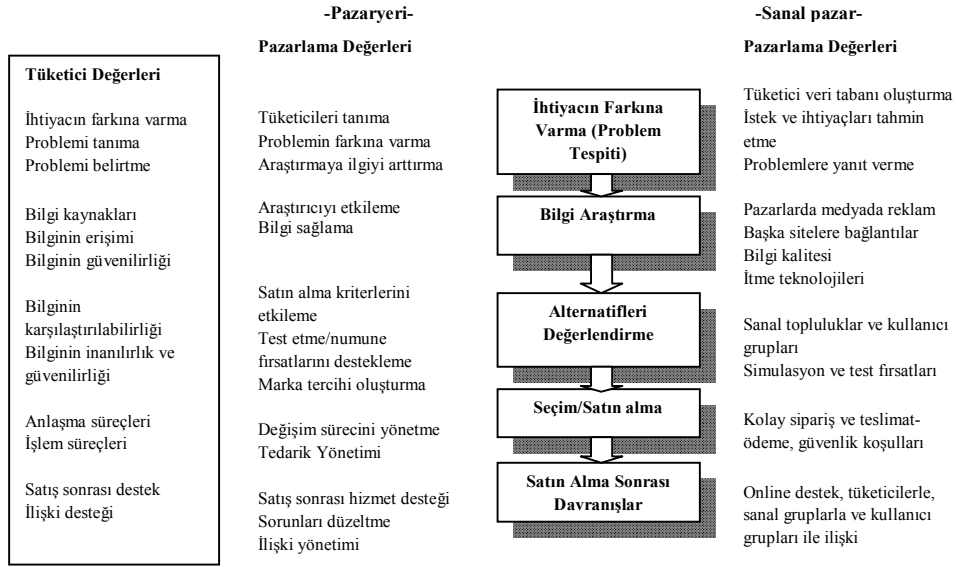 -Pazaryeri-
-Sanal pazar-
Pazarlama Değerleri
Pazarlama Değerleri
Tüketici Değerleri
İhtiyacın farkına varma
Problemi tanıma
Problemi belirtme
Bilgi kaynakları
Bilginin erişimi
Bilginin güvenilirliği
Bilginin
karşılaştırılabilirliği
Bilginin inanılırlık ve
güvenilirliği
Anlaşma süreçleri
İşlem süreçleri
Satış sonrası destek
İlişki desteği
Tüketicileri tanıma
Problemin farkına varma
Araştırmaya ilgiyi arttırma
Araştırıcıyı etkileme
Bilgi sağlama
Satın alma kriterlerini
etkileme
Test etme/numune
fırsatlarını destekleme
Marka tercihi oluşturma
Değişim sürecini yönetme
Tedarik Yönetimi
Satış sonrası hizmet desteği
Sorunları düzeltme
İlişki yönetimi
İhtiyacın Farkına
Varma (Problem
Tespiti)
Bilgi Araştırma
Alternatifleri
Değerlendirme
Seçim/Satın alma
Satın Alma Sonrası
Davranışlar
Tüketici veri tabanı oluşturma
İstek ve ihtiyaçları tahmin
etme
Problemlere yanıt verme
Pazarlarda medyada reklam
Başka sitelere bağlantılar
Bilgi kalitesi
İtme teknolojileri
Sanal topluluklar ve kullanıcı
grupları
Simulasyon ve test fırsatları
Kolay sipariş ve teslimat-
ödeme, güvenlik koşulları
Online destek, tüketicilerle,
sanal gruplarla ve kullanıcı
grupları ile ilişki